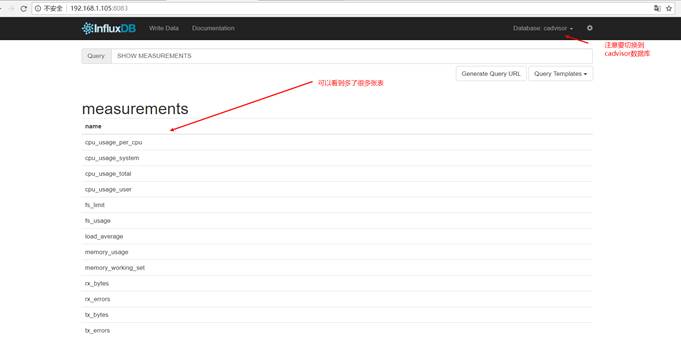 不安全 | 192.168.1.105:8083
InfluxDB Write Data Documentation Database: cadvisor
注意要切换到
cadvisor数据库
Query SHOW MEASUREMENTS
Generate Query URL Query Templates
可以看到多了很多张表
measurements
name
cpu_usage_per_cpu
cpu_usage_system
cpu_usage_total
cpu_usage_user
fs_limit
fs_usage
load_average
memory_usage
memory_working_set
rx_bytes
rx_errors
tx_bytes
tx_errors